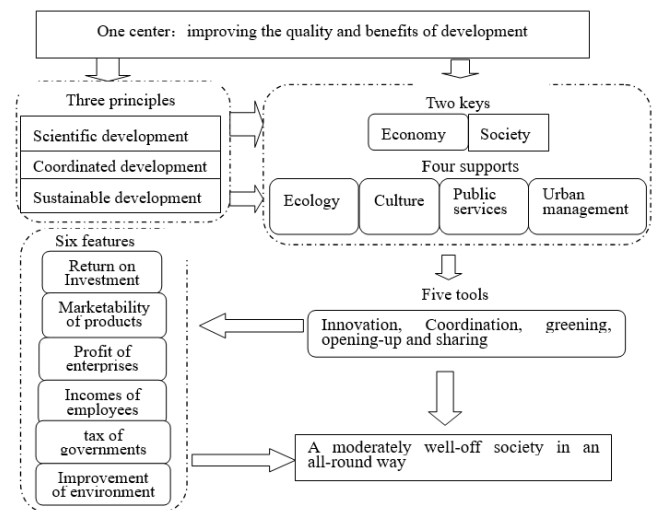 One center: improving the quality and benefits of development
Three principles
Scientific development
Coordinated development
Sustainable development
Two keys
Economy
Society
Four supports
Ecology
Culture
Public
services
Urban
management
Six features
Return on
Investment
Marketability
of products
Profit of
enterprises
Incomes of
employees
tax of
governments
Improvement
of environment
Five tools
Innovation, Coordination, greening,
opening-up and sharing
A moderately well-off society in an
all-round way